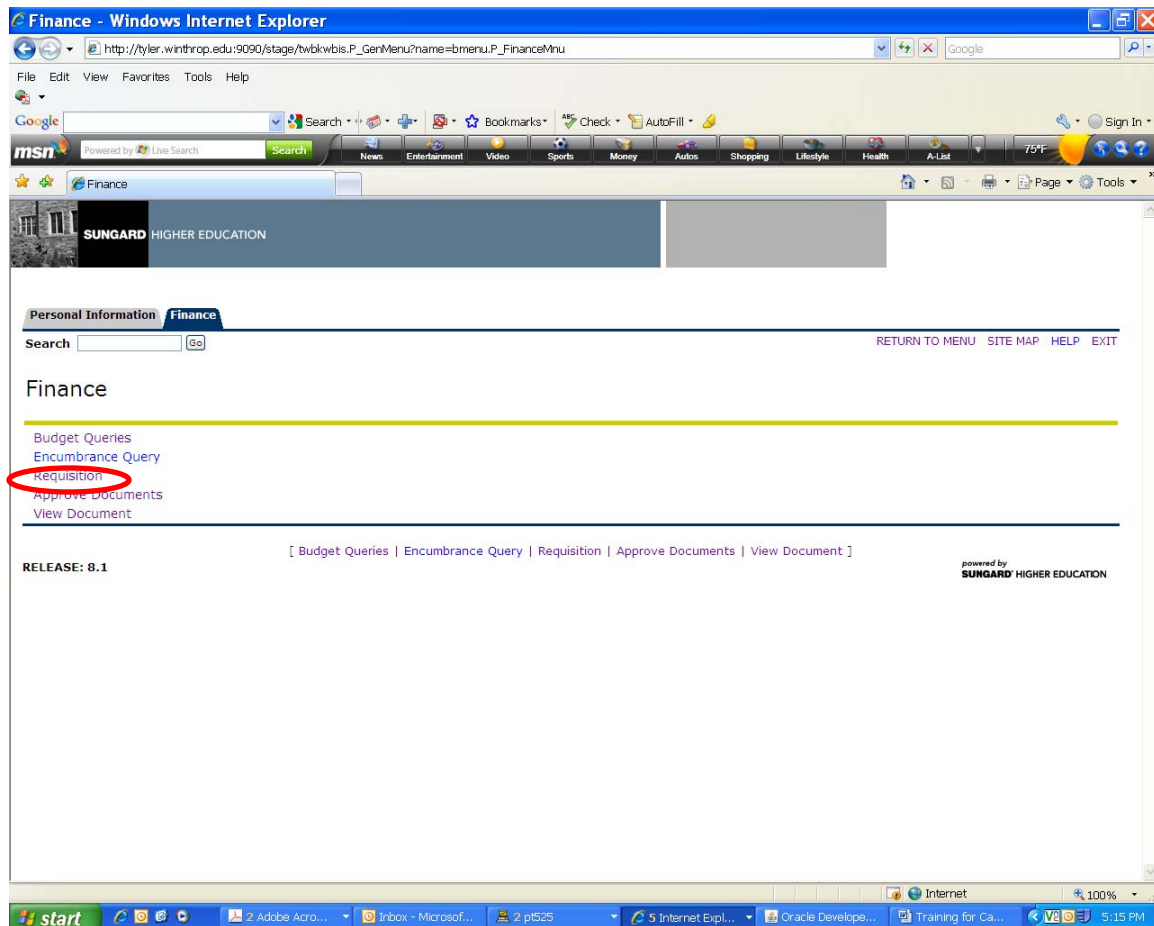 Finance - Windows Internet Explorer
http://tyler.winthrop.edu:9090/stage/twbkwbis.P_GenMenu?name=bmenu.P_FinanceMnu Google
File Edit View Favorites Tools Help
Google Search Bookmarks Check AutoFill Sign In
msn Powered by Live Search Search News Entertainment Video Sports Money Autos Shopping Lifestyle Health A-List 75°F
Finance Page Tools
SUNGARD HIGHER EDUCATION
Personal Information Finance
Search Go RETURN TO MENU SITE MAP HELP EXIT
Finance
Budget Queries
Encumbrance Query
Requisition
Approve Documents
View Document
[ Budget Queries | Encumbrance Query | Requisition | Approve Documents | View Document ]
RELEASE: 8.1
powered by
SUNGARD HIGHER EDUCATION
Internet 100%
start 2 Adobe Acro... Inbox - Microsof... 2 pt525 5 Internet Expl... Oracle Develope... Training for Ca... 5:15 PM